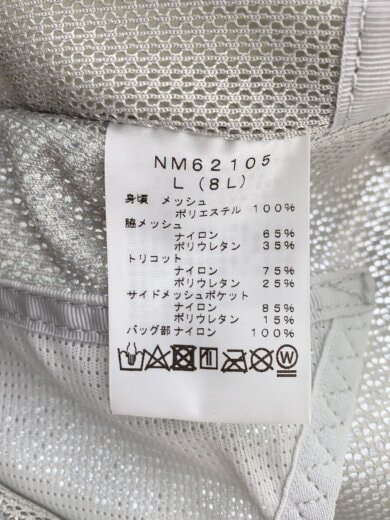 NM62105
L (8L)
身頃 メッシュ
ポリエステル 100%
脇メッシュ
ナイロン 65%
ポリウレタン 35%
トリコット
ナイロン 75%
ポリウレタン 25%
サイドメッシュポケット
ナイロン 85%
ポリウレタン 15%
バッグ部 ナイロン 100%
W